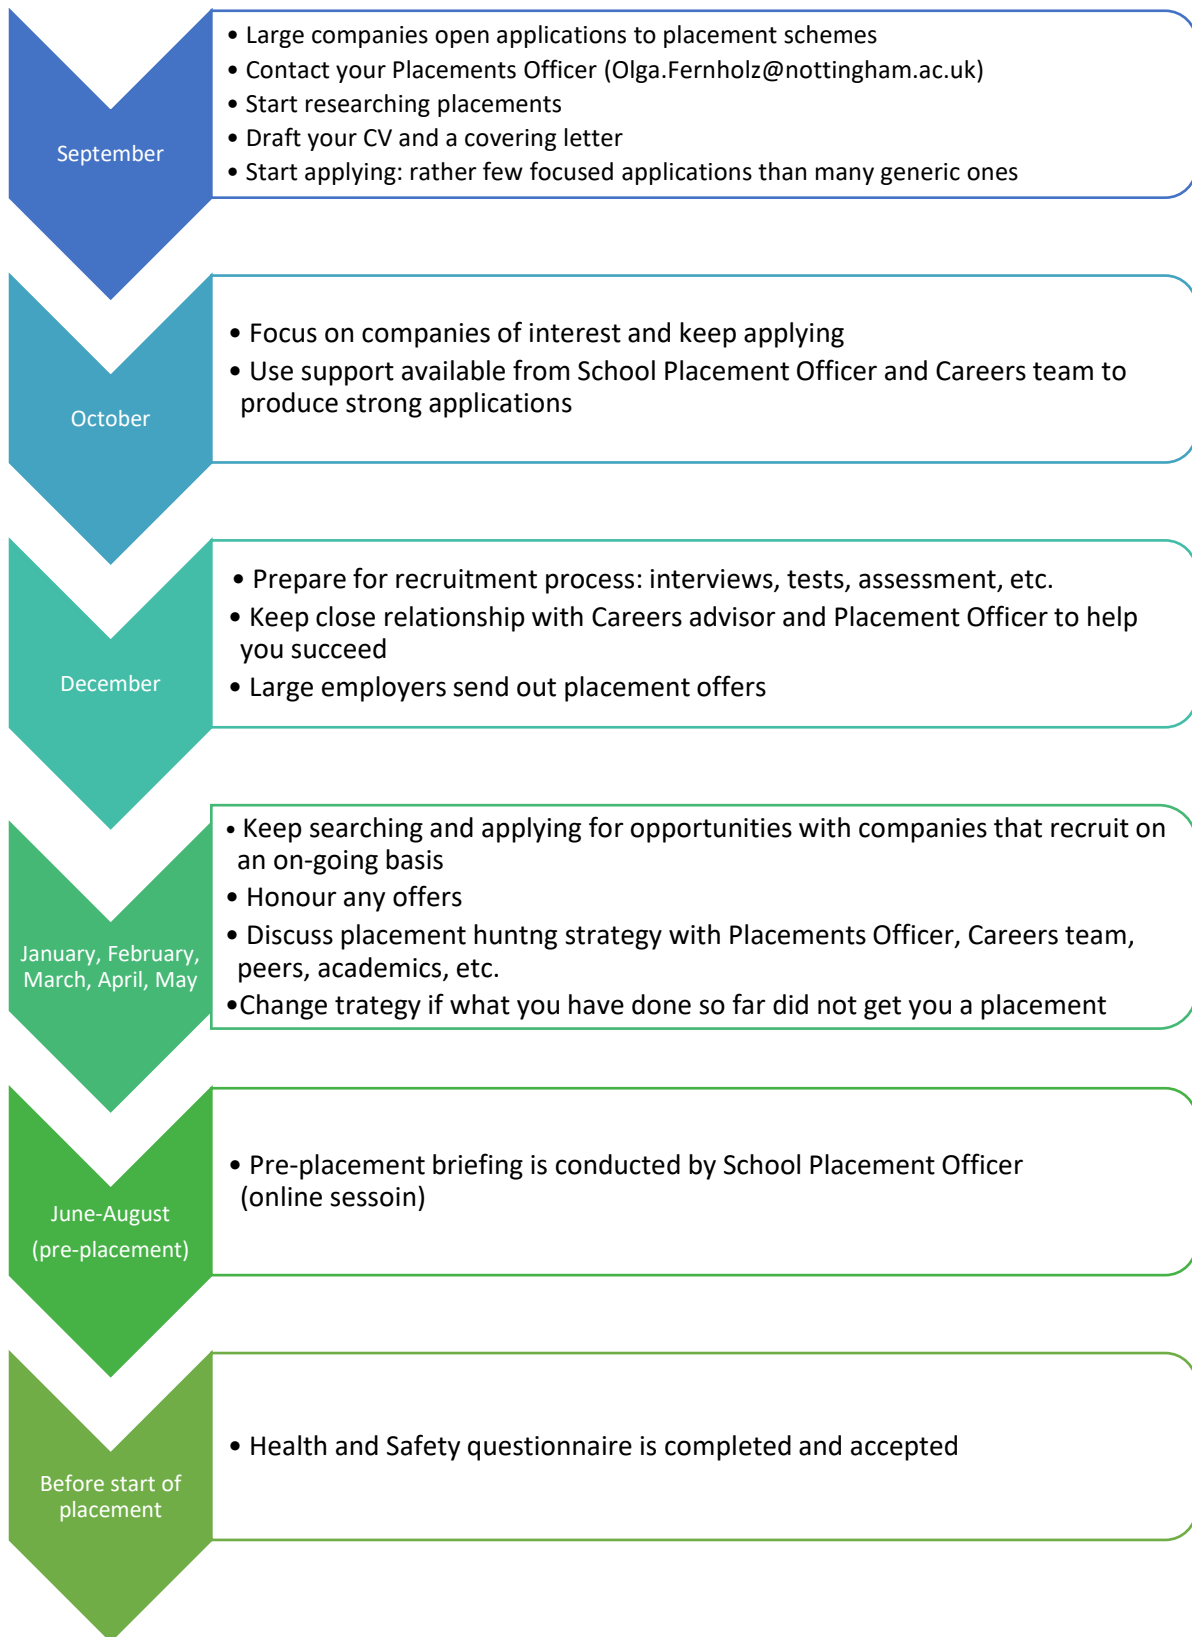 September
• Large companies open applications to placement schemes
• Contact your Placements Officer (Olga.Fernholz@nottingham.ac.uk)
• Start researching placements
• Draft your CV and a covering letter
• Start applying: rather few focused applications than many generic ones
October
• Focus on companies of interest and keep applying
• Use support available from School Placement Officer and Careers team to
produce strong applications
December
• Prepare for recruitment process: interviews, tests, assessment, etc.
• Keep close relationship with Careers advisor and Placement Officer to help
you succeed
• Large employers send out placement offers
January, February,
March, April, May
• Keep searching and applying for opportunities with companies that recruit on
an on-going basis
• Honour any offers
• Discuss placement huntng strategy with Placements Officer, Careers team,
peers, academics, etc.
•Change trategy if what you have done so far did not get you a placement
June-August
(pre-placement)
• Pre-placement briefing is conducted by School Placement Officer
(online sessoin)
Before start of
placement
• Health and Safety questionnaire is completed and accepted